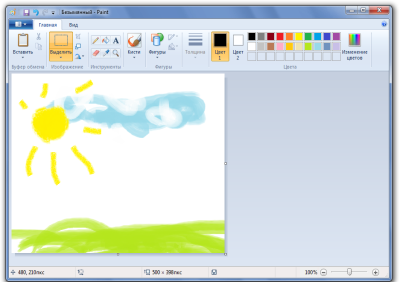 Безымянный - Paint
Главная Вид
Вставить
Выделить
Кисти
Фигуры
Толщина
Цвет 1
Цвет 2
Изменение цветов
Буфер обмена Изображение Инструменты Фигуры Цвета
480, 230пкс 500 × 398пкс 100%